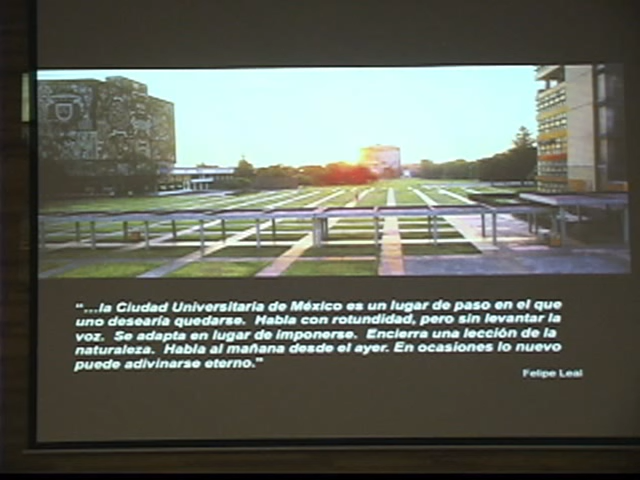 "...la Ciudad Universitaria de México es un lugar de paso en el que
uno desearía quedarse. Habla con rotundidad, pero sin levantar la
voz. Se adapta en lugar de imponerse. Encierra una lección de la
naturaleza. Habla al mañana desde el ayer. En ocasiones lo nuevo
puede adivinarse eterno."
Felipe Leal